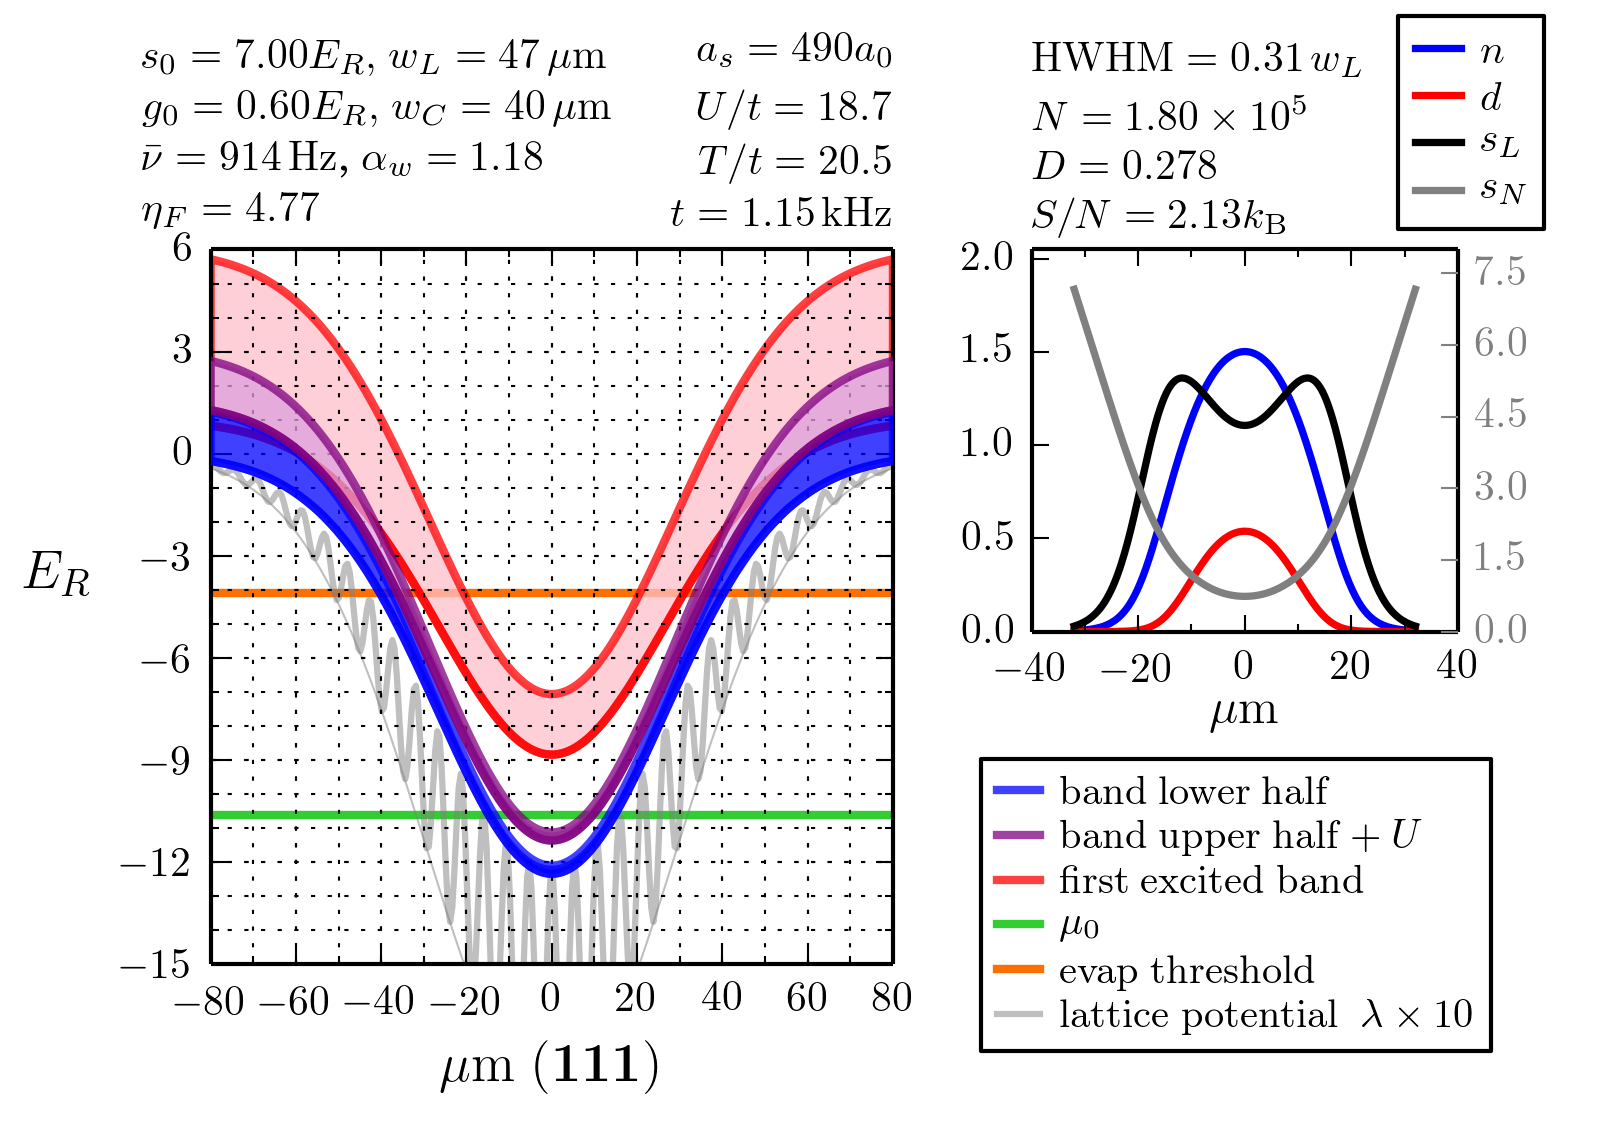 s₀ = 7.00E_R, w_L = 47 μm
g₀ = 0.60E_R, w_C = 40 μm
ν̄ = 914 Hz, α_w = 1.18
η_F = 4.77
a_s = 490a₀
U/t = 18.7
T/t = 20.5
t = 1.15 kHz
HWHM = 0.31 w_L
N = 1.80 × 10⁵
D = 0.278
S/N = 2.13k_B
n
d
s_L
s_N
6
3
0
−3
−6
−9
−12
−15
E_R
−80 −60 −40 −20 0 20 40 60 80
μm (111)
2.0
1.5
1.0
0.5
0.0
7.5
6.0
4.5
3.0
1.5
0.0
−40 −20 0 20 40
μm
band lower half
band upper half + U
first excited band
μ₀
evap threshold
lattice potential λ × 10